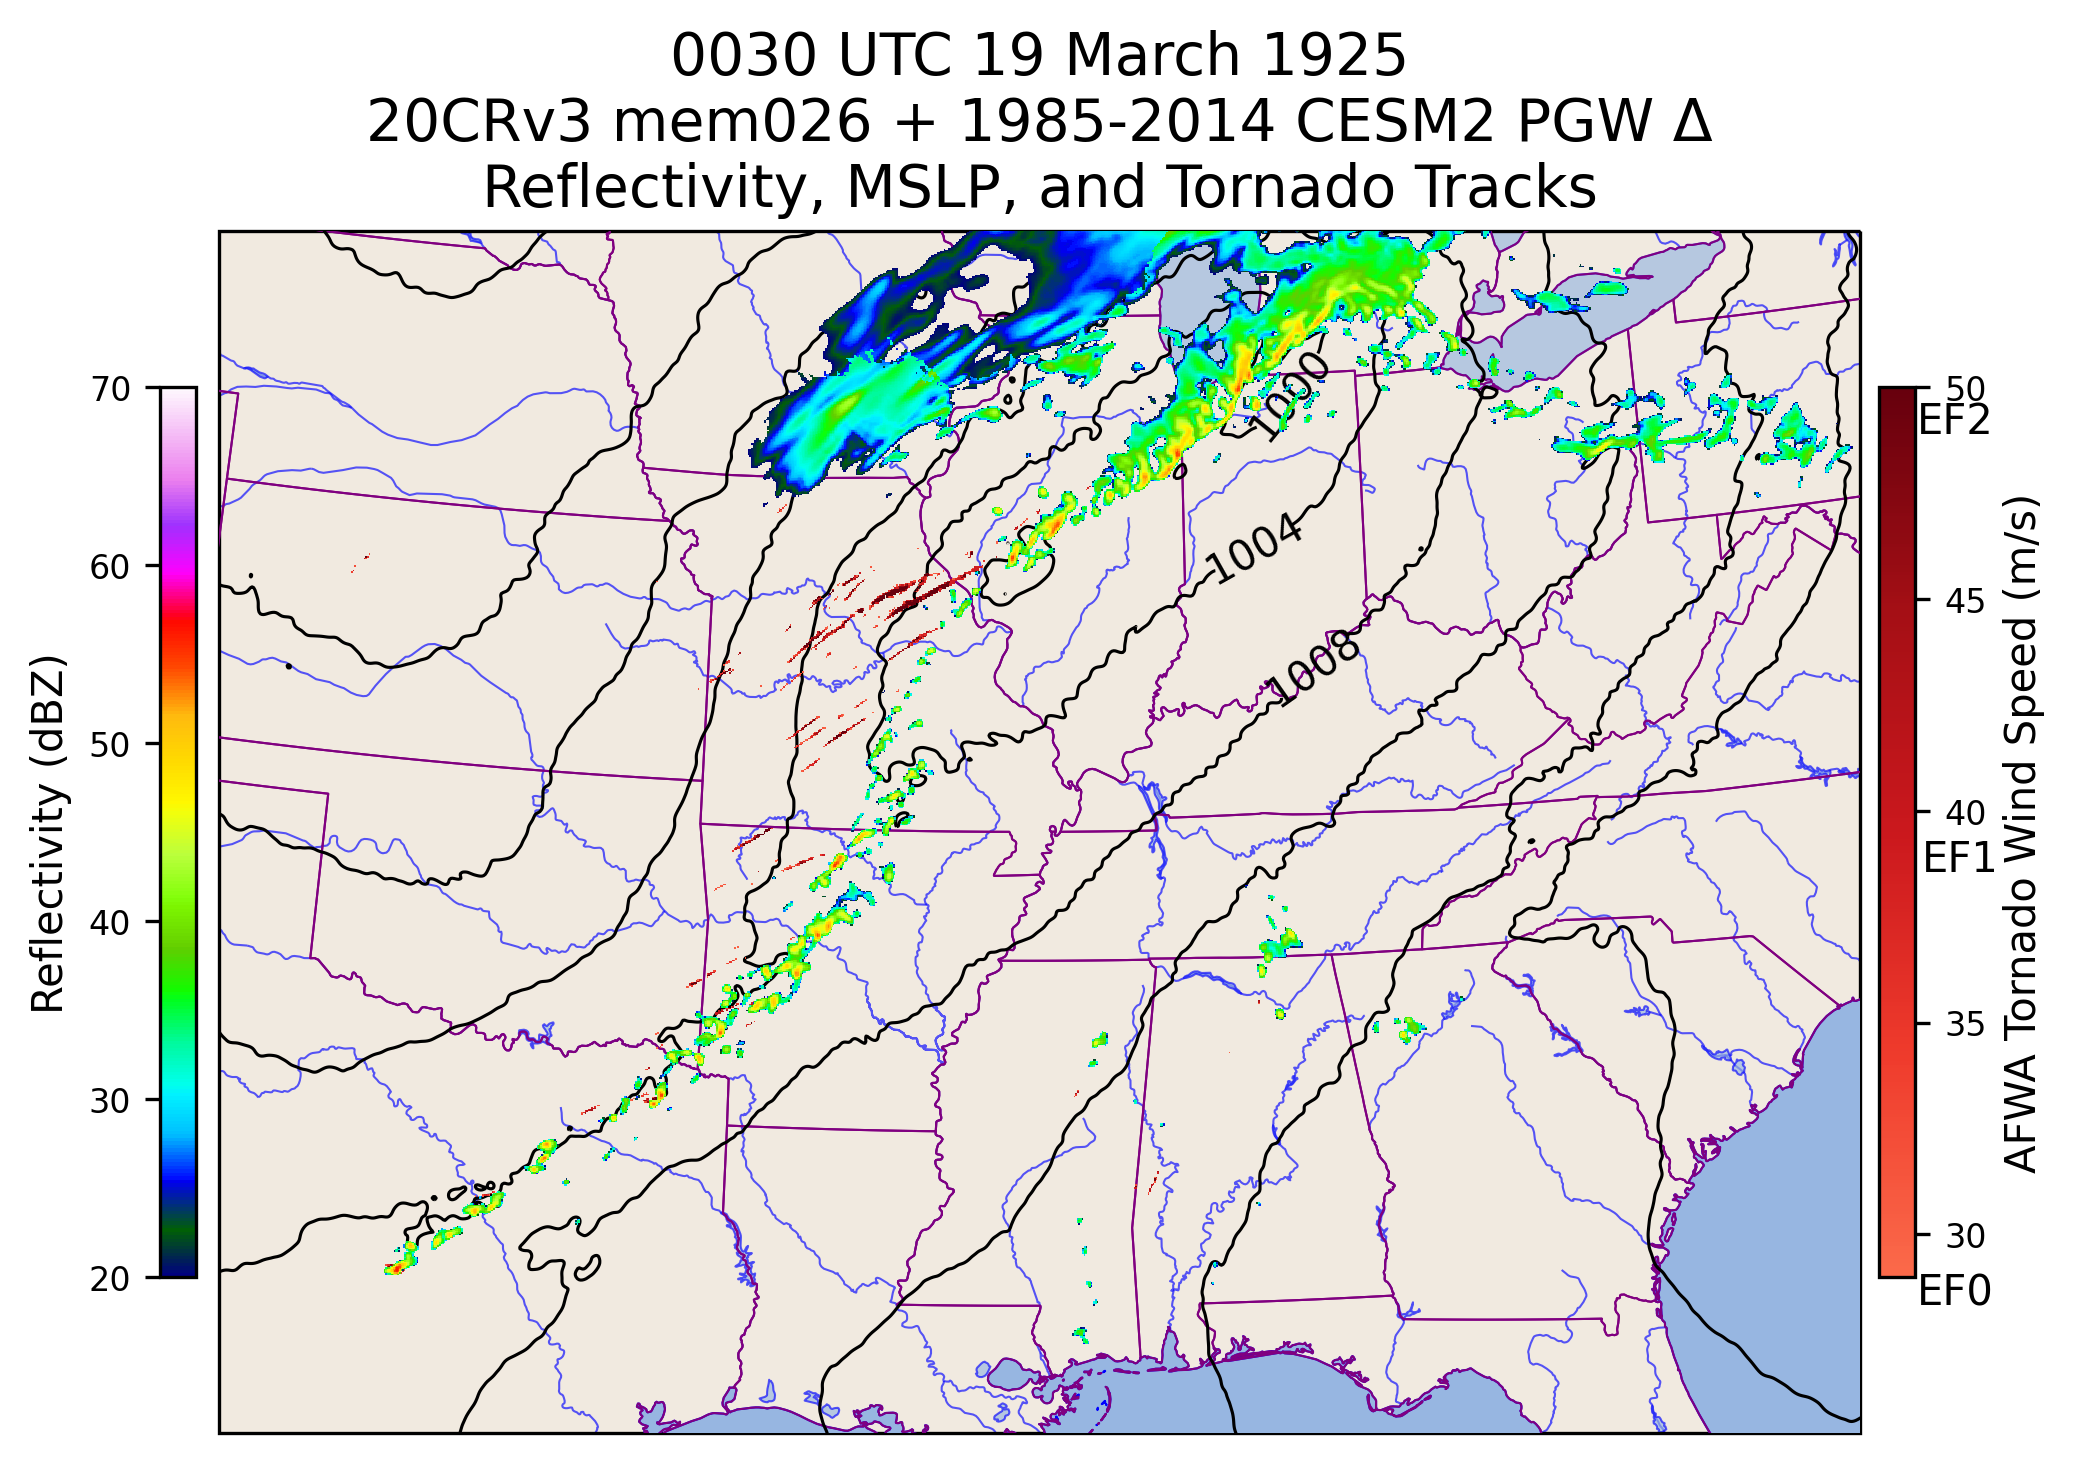 0030 UTC 19 March 1925
20CRv3 mem026 + 1985-2014 CESM2 PGW Δ
Reflectivity, MSLP, and Tornado Tracks
Reflectivity (dBZ)
70
60
50
40
30
20
1000
1004
1008
50
EF2
45
40
EF1
35
30
EF0
AFWA Tornado Wind Speed (m/s)